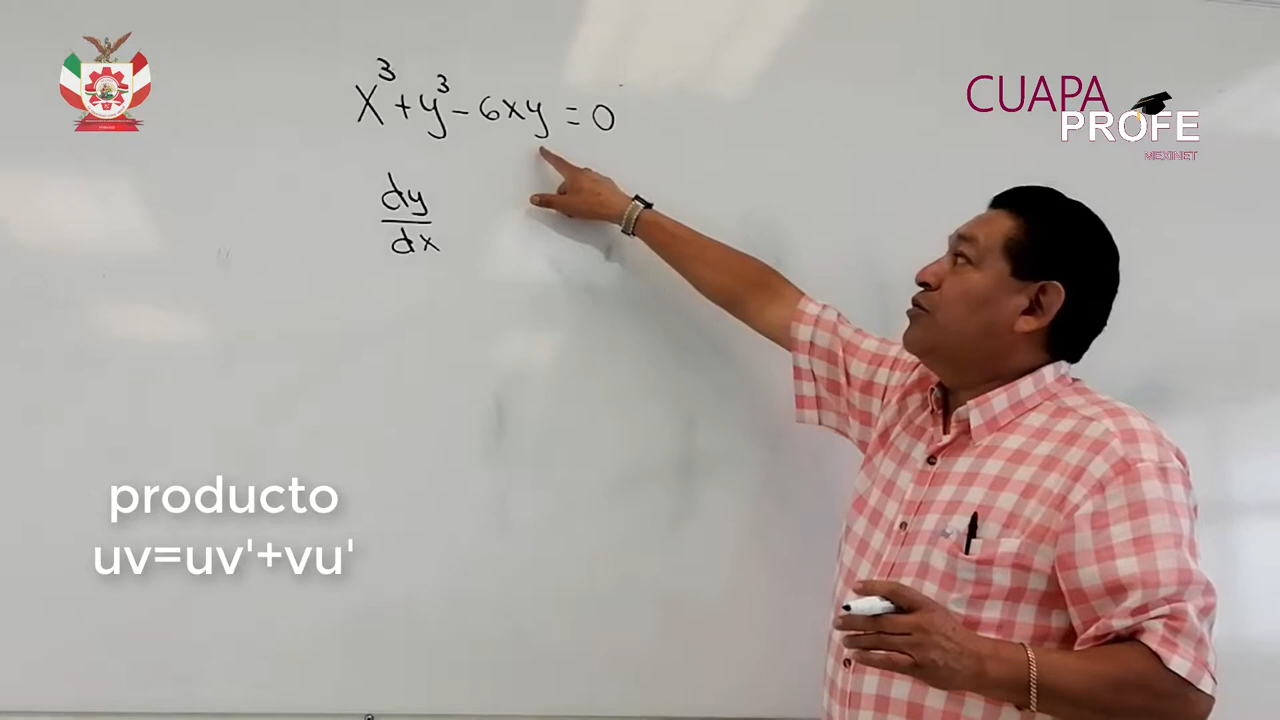 x³+y³-6xy=0
dy
dx
producto
uv=uv'+vu'
CUAPA
PROFE
MEXINET